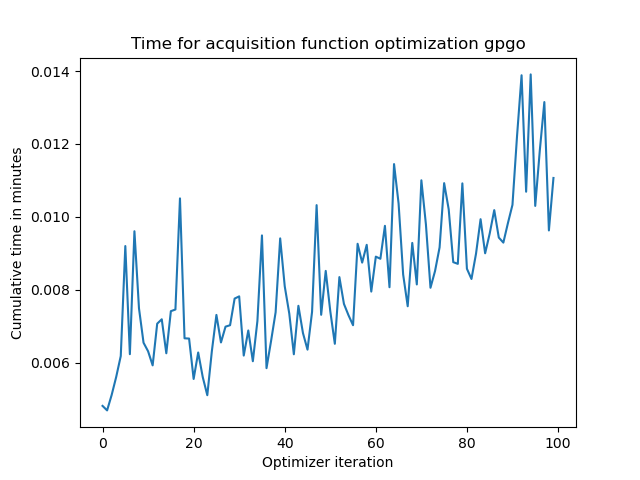 Time for acquisition function optimization gpgo
Cumulative time in minutes
0.014
0.012
0.010
0.008
0.006
0 20 40 60 80 100
Optimizer iteration